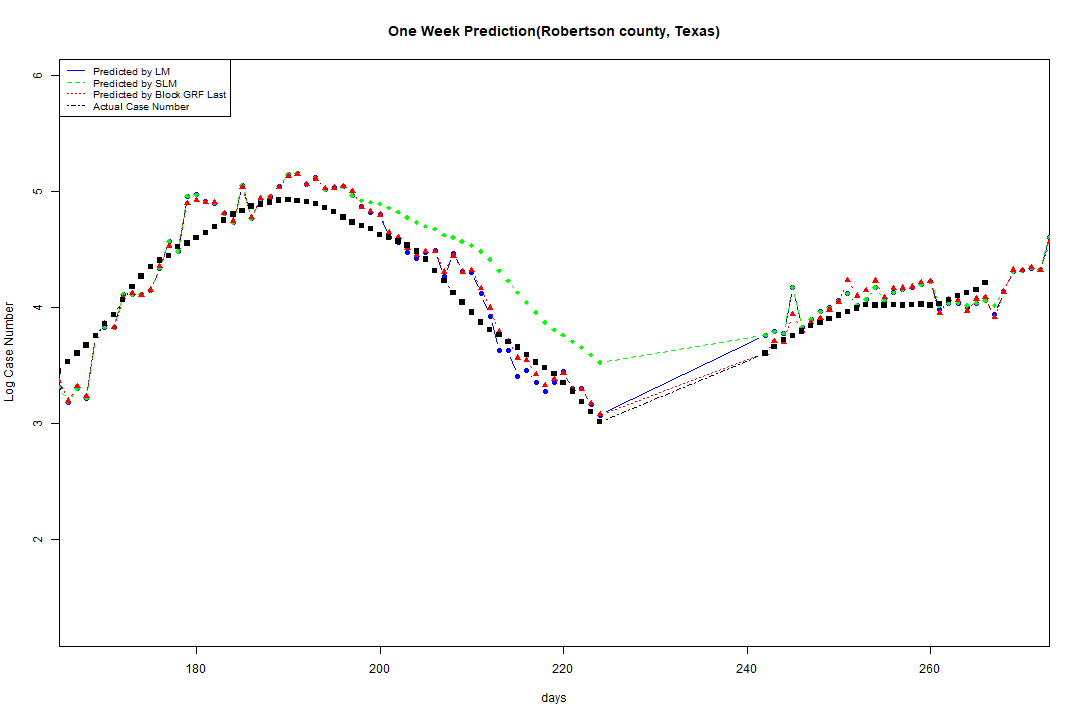 One Week Prediction(Robertson county, Texas)
Predicted by LM
Predicted by SLM
Predicted by Block GRF Last
Actual Case Number
6
5
4
3
2
Log Case Number
180 200 220 240 260
days